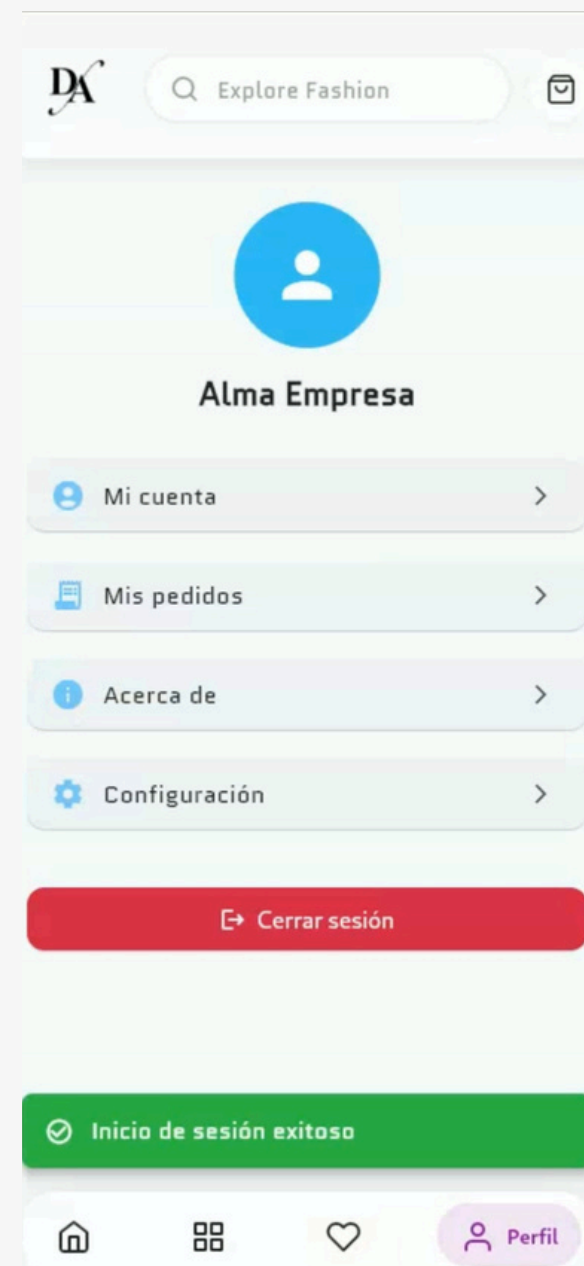 DA
Explore Fashion
Alma Empresa
Mi cuenta
Mis pedidos
Acerca de
Configuración
Cerrar sesión
Inicio de sesión exitoso
Perfil